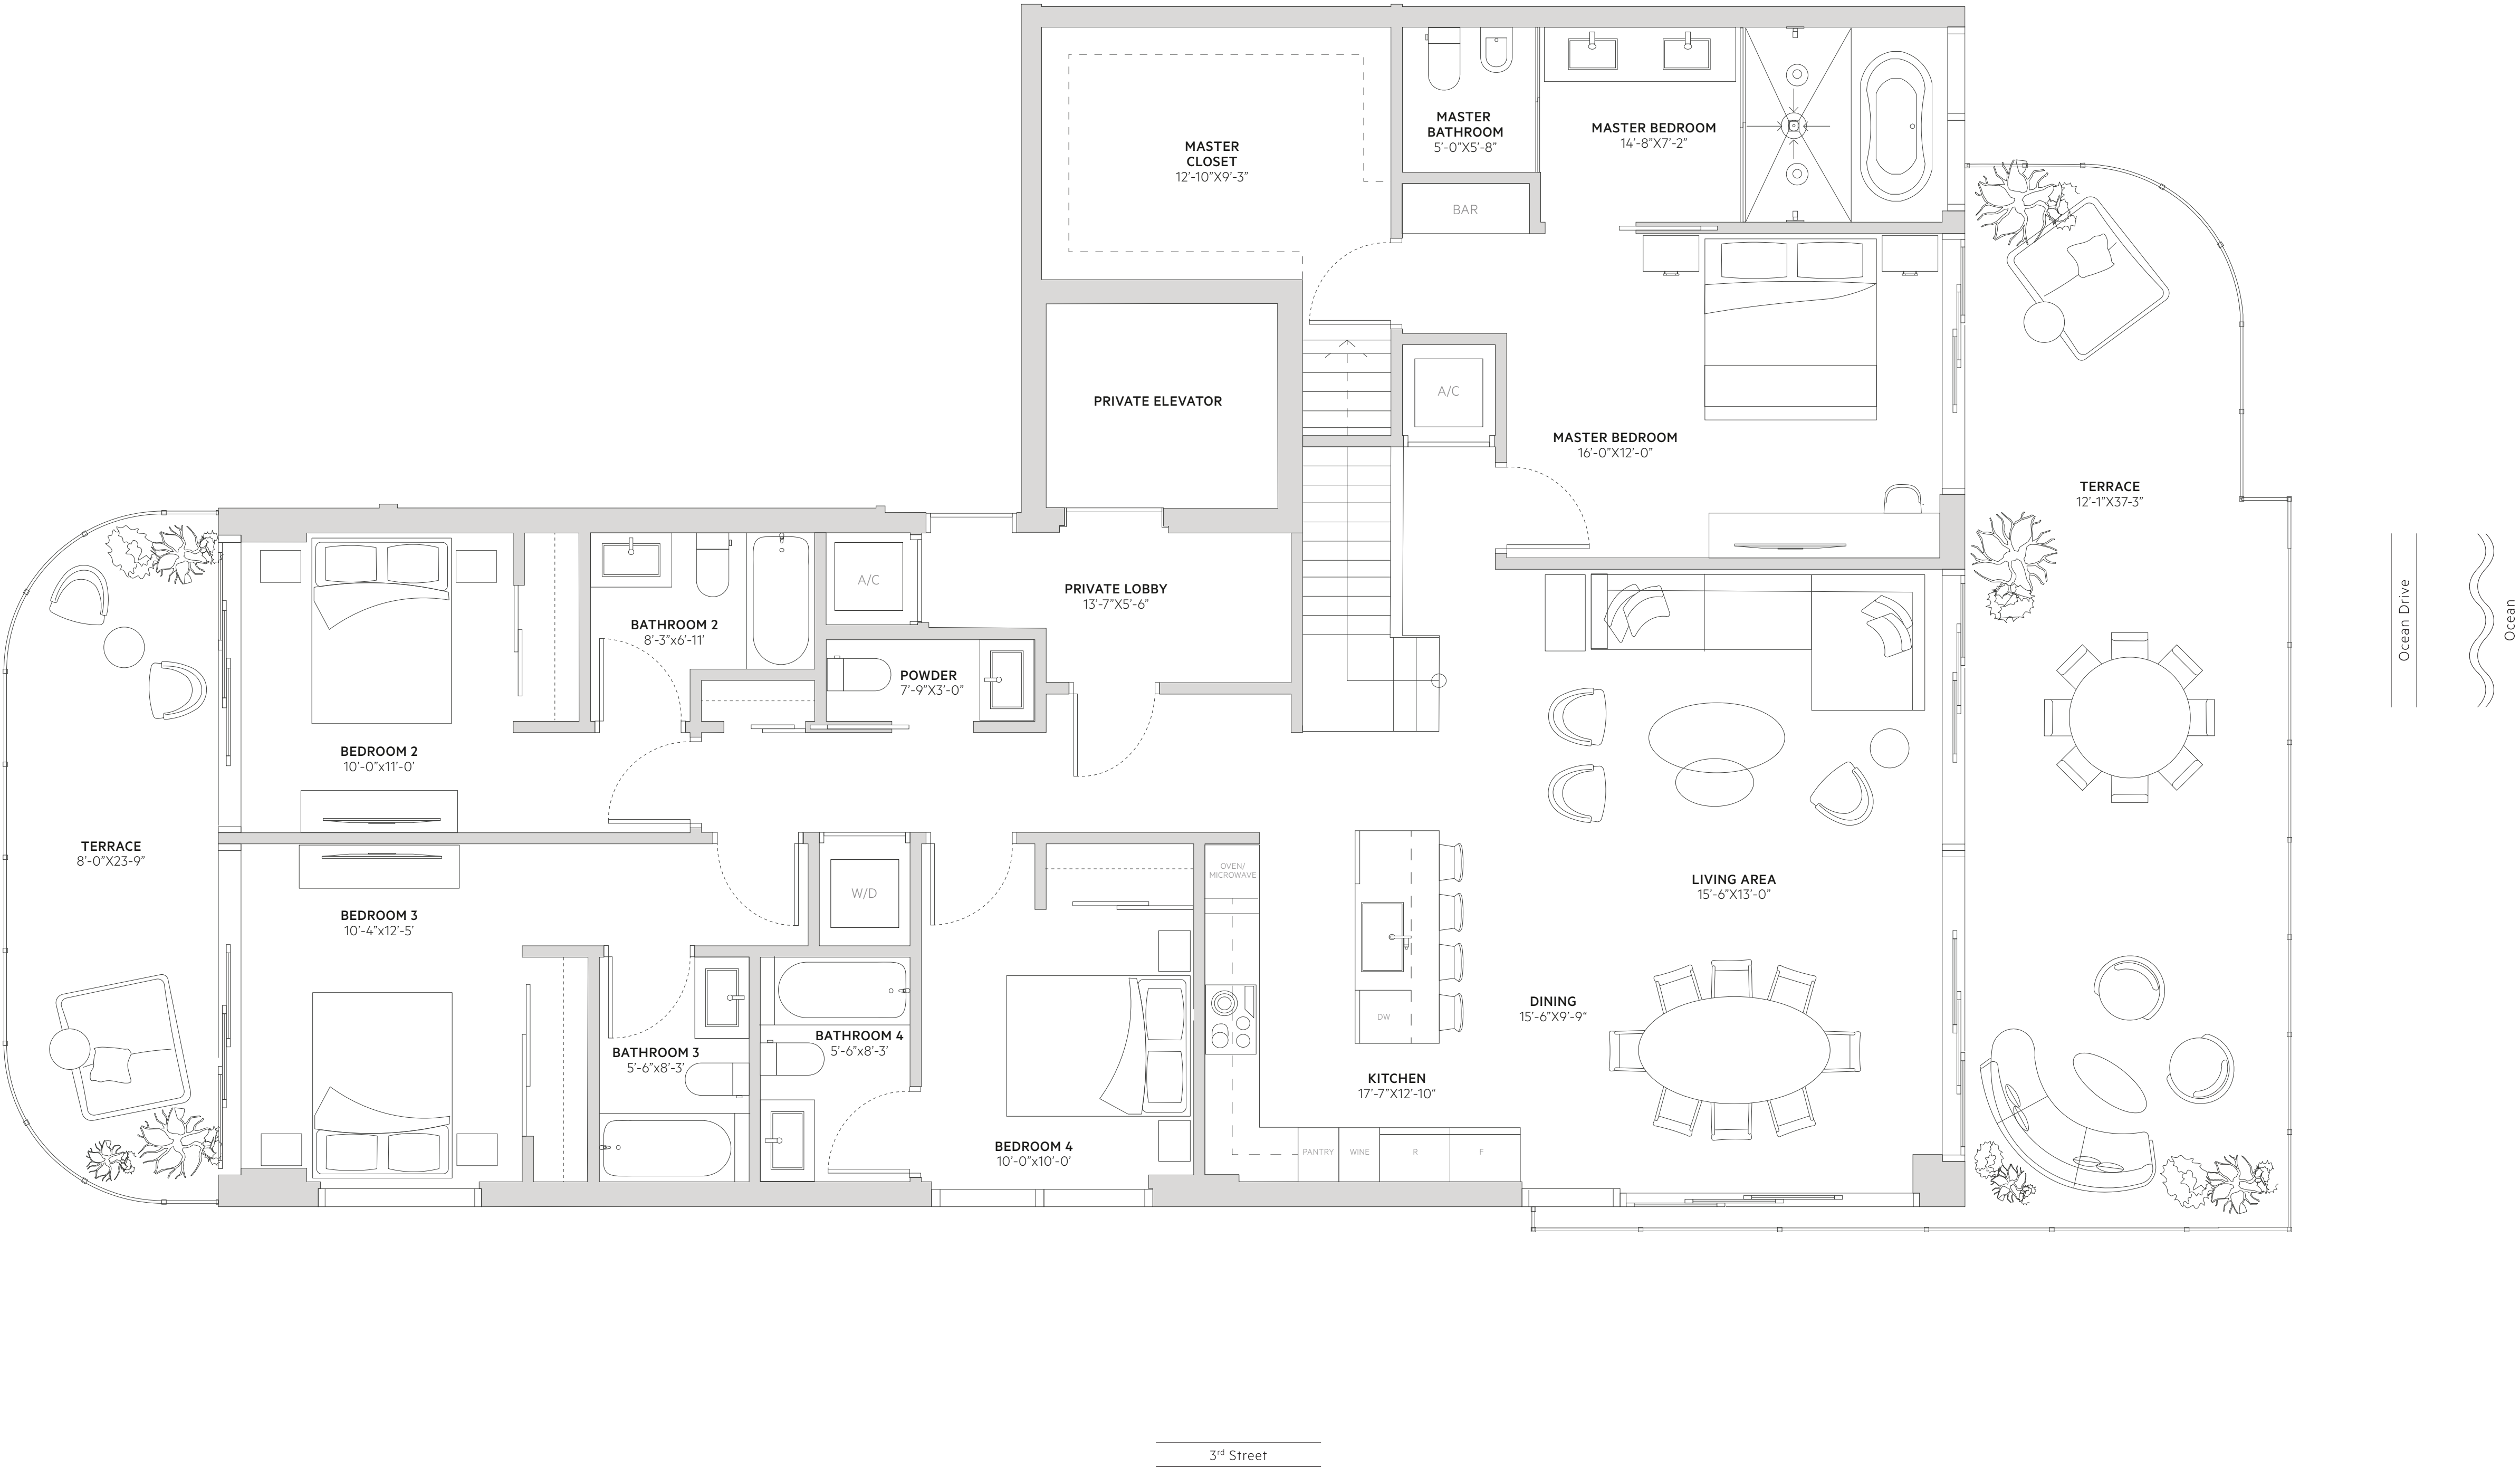 MASTER
CLOSET
12'-10"X9'-3"
MASTER
BATHROOM
5'-0"X5'-8"
MASTER BEDROOM
14'-8"X7'-2"
BAR
PRIVATE ELEVATOR
A/C
MASTER BEDROOM
16'-0"X12'-0"
TERRACE
12'-1"X37-3"
Ocean Drive
Ocean
BATHROOM 2
8'-3"x6'-11'
A/C
PRIVATE LOBBY
13'-7"X5'-6"
POWDER
7'-9"X3'-0"
BEDROOM 2
10'-0"x11'-0'
TERRACE
8'-0"X23-9"
BEDROOM 3
10'-4"x12'-5'
W/D
OVEN/
MICROWAVE
LIVING AREA
15'-6"X13'-0"
DINING
15'-6"X9'-9“
DW
BATHROOM 3
5'-6"x8'-3'
BATHROOM 4
5'-6"x8'-3'
KITCHEN
17'-7"X12'-10“
BEDROOM 4
10'-0"x10'-0'
PANTRY
WINE
R
F
3rd Street